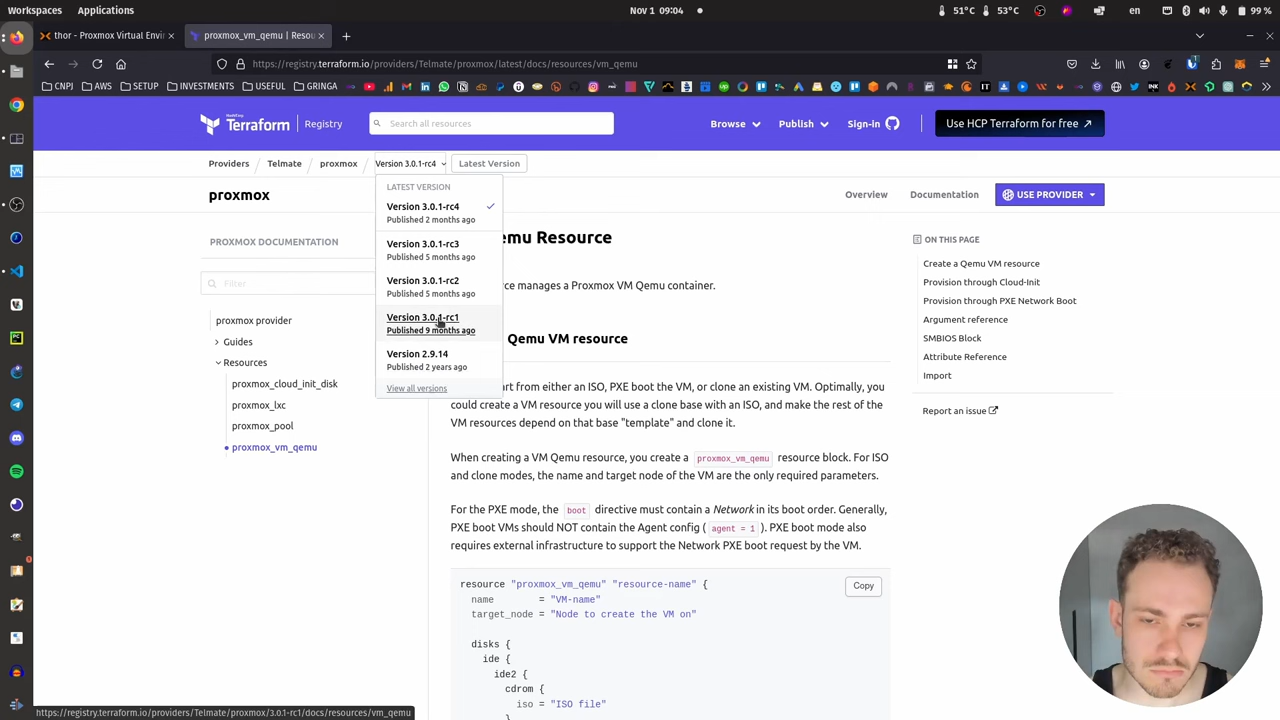 Workspaces Applications Nov 1 09:04 51°C 53°C en 99 %
thor - Proxmox Virtual Envi
proxmox_vm_qemu | Resou
https://registry.terraform.io/providers/Telmate/proxmox/latest/docs/resources/vm_qemu
CNPJ AWS SETUP INVESTMENTS USEFUL GRINGA
HashiCorp
Terraform Registry
Search all resources
Browse Publish Sign-in Use HCP Terraform for free
Providers / Telmate / proxmox / Version 3.0.1-rc4 Latest Version
proxmox
Overview Documentation USE PROVIDER
LATEST VERSION
Version 3.0.1-rc4
Published 2 months ago
Version 3.0.1-rc3
Published 5 months ago
Version 3.0.1-rc2
Published 5 months ago
Version 3.0.1-rc1
Published 9 months ago
Version 2.9.14
Published 2 years ago
View all versions
PROXMOX DOCUMENTATION
Filter
proxmox provider
Guides
Resources
proxmox_cloud_init_disk
proxmox_lxc
proxmox_pool
proxmox_vm_qemu
emu Resource
rce manages a Proxmox VM Qemu container.
Qemu VM resource
art from either an ISO, PXE boot the VM, or clone an existing VM. Optimally, you
could create a VM resource you will use a clone base with an ISO, and make the rest of the
VM resources depend on that base "template" and clone it.
When creating a VM Qemu resource, you create a proxmox_vm_qemu resource block. For ISO
and clone modes, the name and target node of the VM are the only required parameters.
For the PXE mode, the boot directive must contain a Network in its boot order. Generally,
PXE boot VMs should NOT contain the Agent config ( agent = 1 ). PXE boot mode also
requires external infrastructure to support the Network PXE boot request by the VM.
resource "proxmox_vm_qemu" "resource-name" {
name = "VM-name"
target_node = "Node to create the VM on"
disks {
ide {
ide2 {
cdrom {
iso = "ISO file"
}
Copy
ON THIS PAGE
Create a Qemu VM resource
Provision through Cloud-Init
Provision through PXE Network Boot
Argument reference
SMBIOS Block
Attribute Reference
Import
Report an issue
https://registry.terraform.io/providers/Telmate/proxmox/3.0.1-rc1/docs/resources/vm_qemu